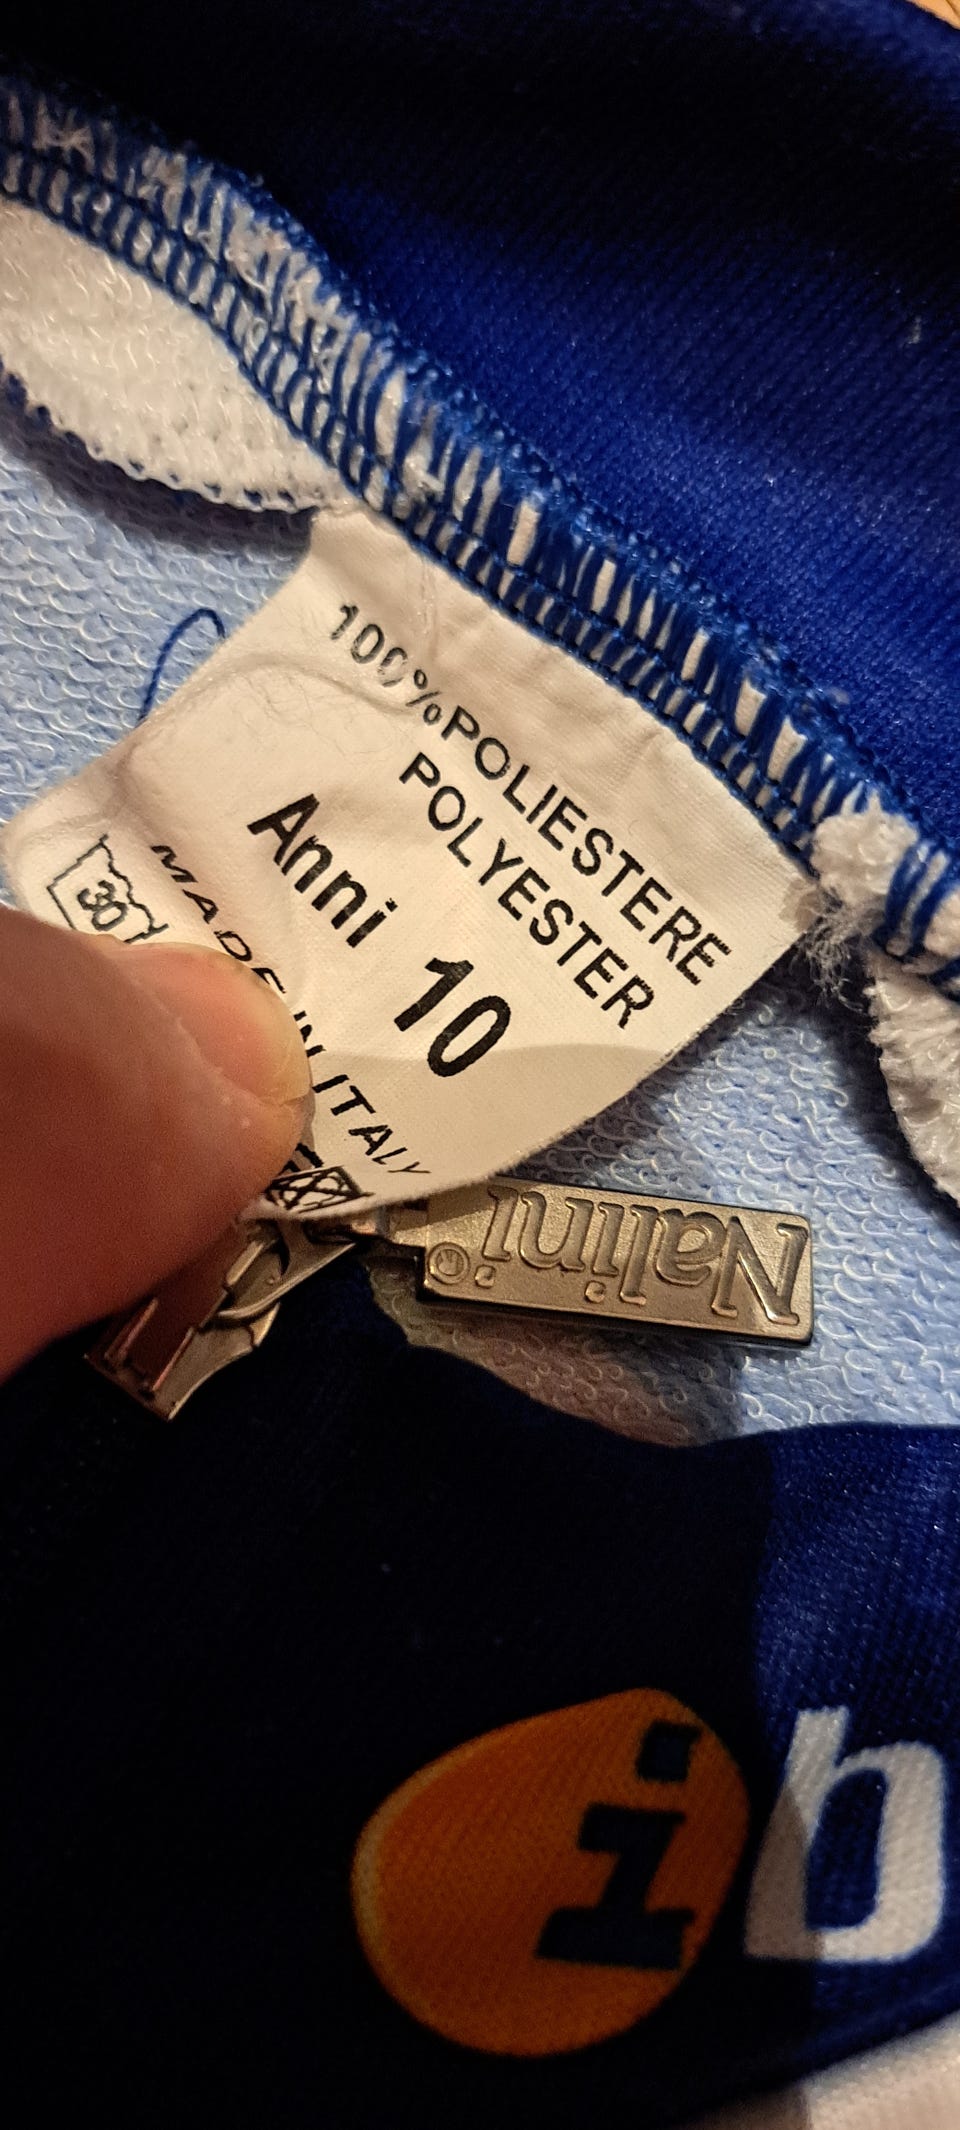 100%POLIESTERE
POLYESTER
Anni 10
MADE IN ITALY
30
Nalini®
i b